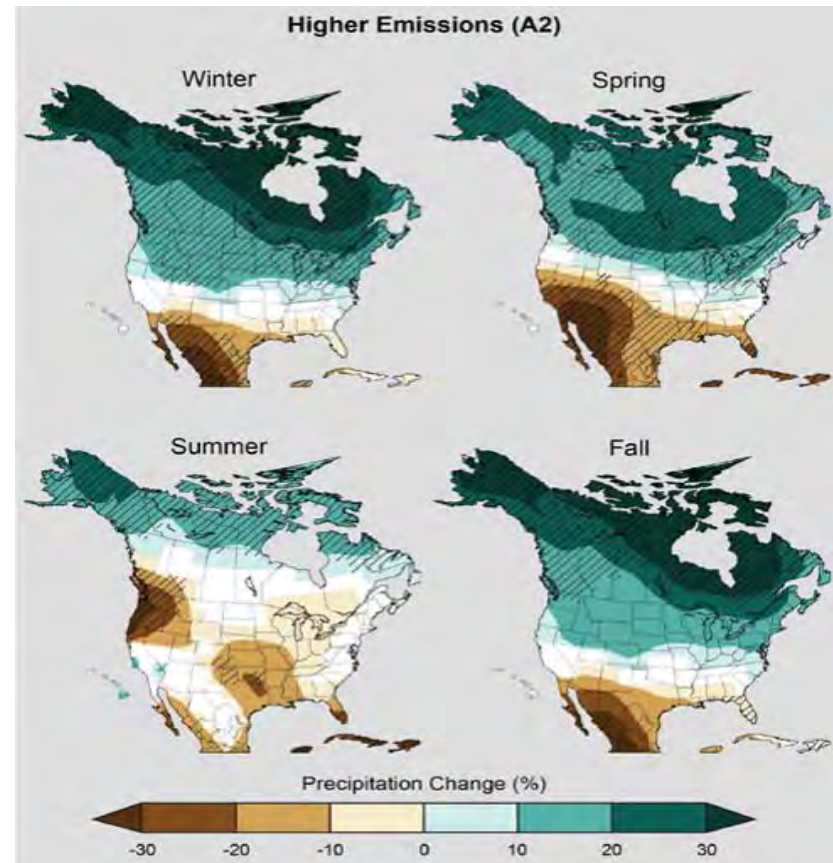 Higher Emissions (A2)
Winter
Spring
Summer
Fall
Precipitation Change (%)
-30 -20 -10 0 10 20 30